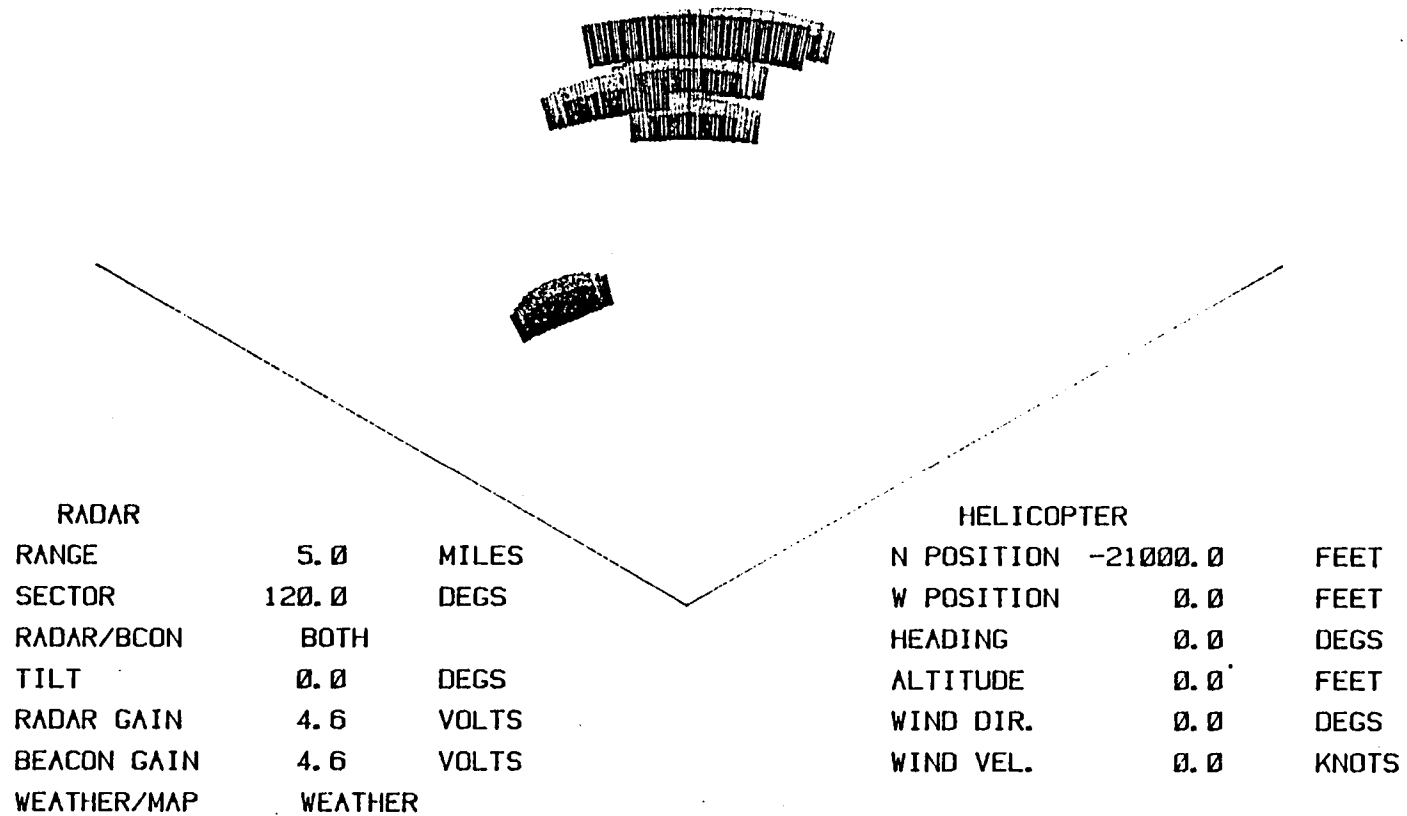 RADAR
RANGE 5.0 MILES
SECTOR 120.0 DEGS
RADAR/BCON BOTH
TILT 0.0 DEGS
RADAR GAIN 4.6 VOLTS
BEACON GAIN 4.6 VOLTS
WEATHER/MAP WEATHER
HELICOPTER
N POSITION -21000.0 FEET
W POSITION 0.0 FEET
HEADING 0.0 DEGS
ALTITUDE 0.0 FEET
WIND DIR. 0.0 DEGS
WIND VEL. 0.0 KNOTS